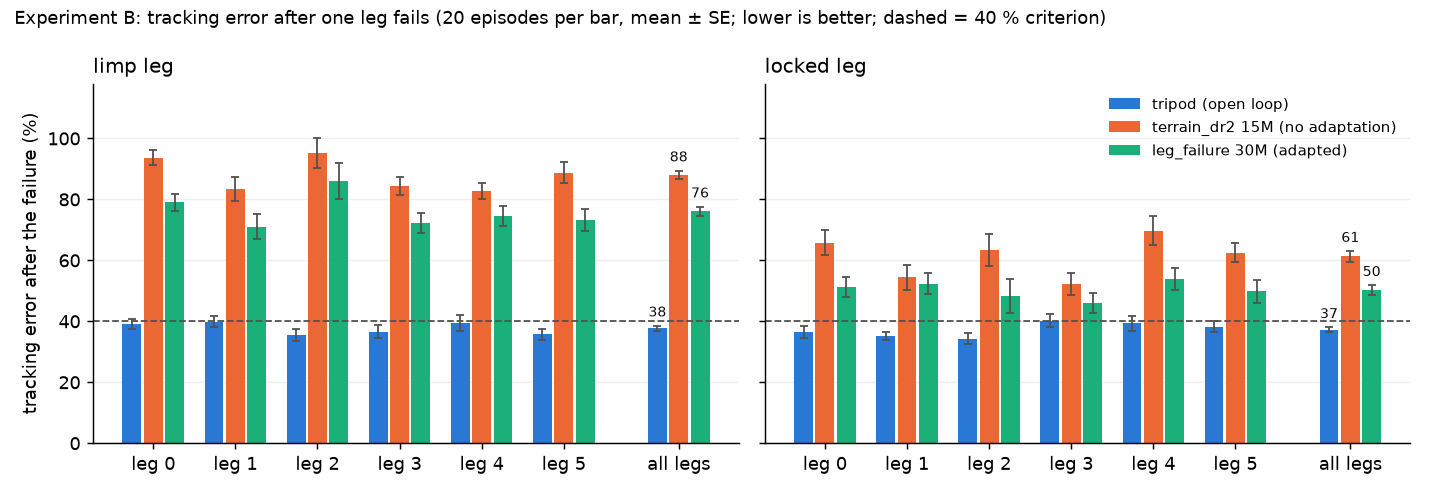 Experiment B: tracking error after one leg fails (20 episodes per bar, mean ± SE; lower is better; dashed = 40 % criterion)
limp leg
locked leg
tracking error after the failure (%)
100
80
60
40
20
0
88
76
38
leg 0
leg 1
leg 2
leg 3
leg 4
leg 5
all legs
tripod (open loop)
terrain_dr2 15M (no adaptation)
leg_failure 30M (adapted)
61
50
37
leg 0
leg 1
leg 2
leg 3
leg 4
leg 5
all legs